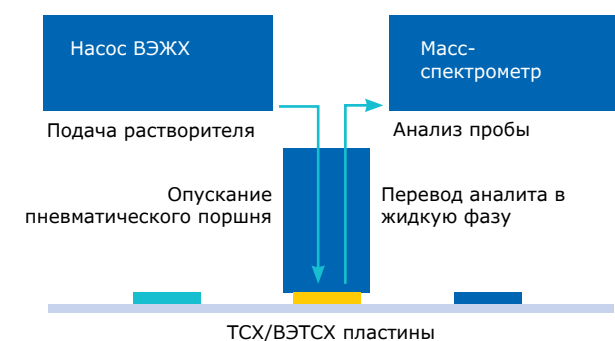 Насос ВЭЖХ
Масс-
спектрометр
Подача растворителя
Анализ пробы
Опускание
пневматического поршня
Перевод аналита в
жидкую фазу
ТСХ/ВЭТСХ пластины